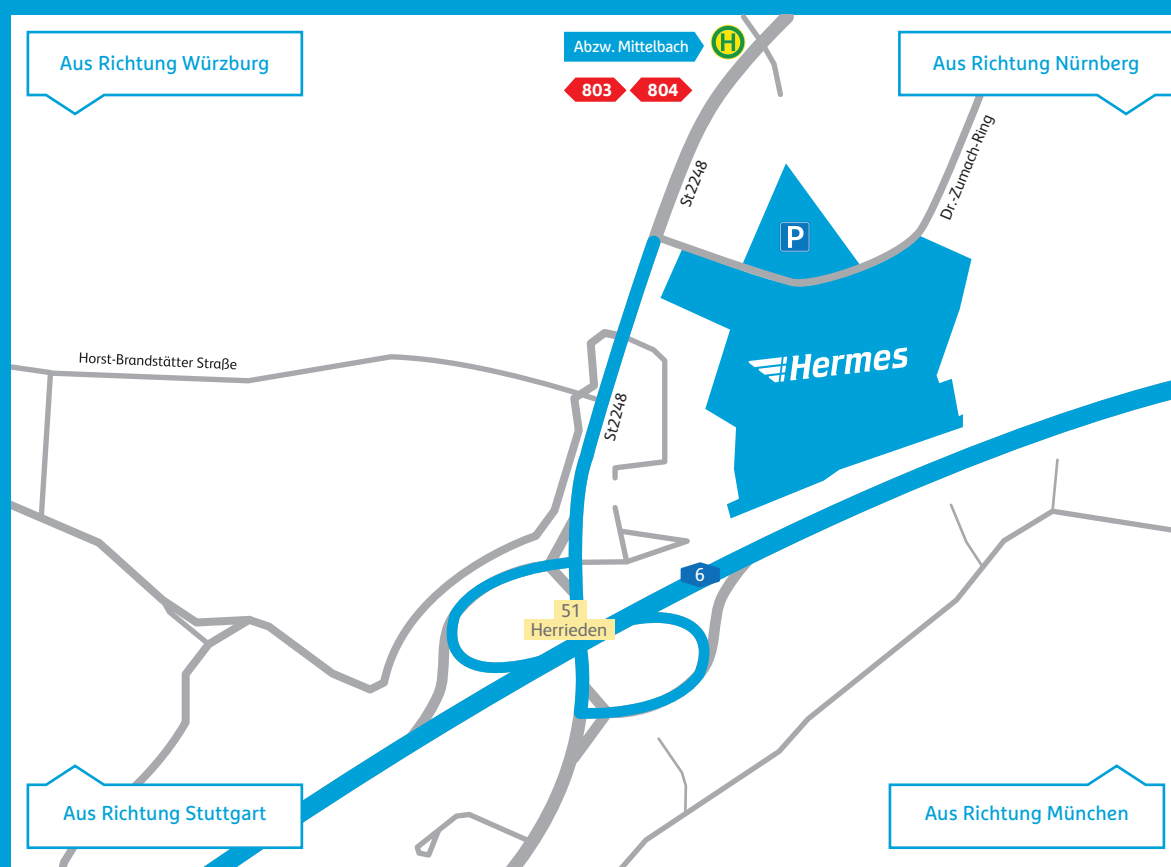 Aus Richtung Würzburg
Abzw. Mittelbach
H
Aus Richtung Nürnberg
803
804
St2248
Dr.-Zumach-Ring
P
Horst-Brandstätter Straße
Hermes
St2248
6
51
Herrieden
Aus Richtung Stuttgart
Aus Richtung München